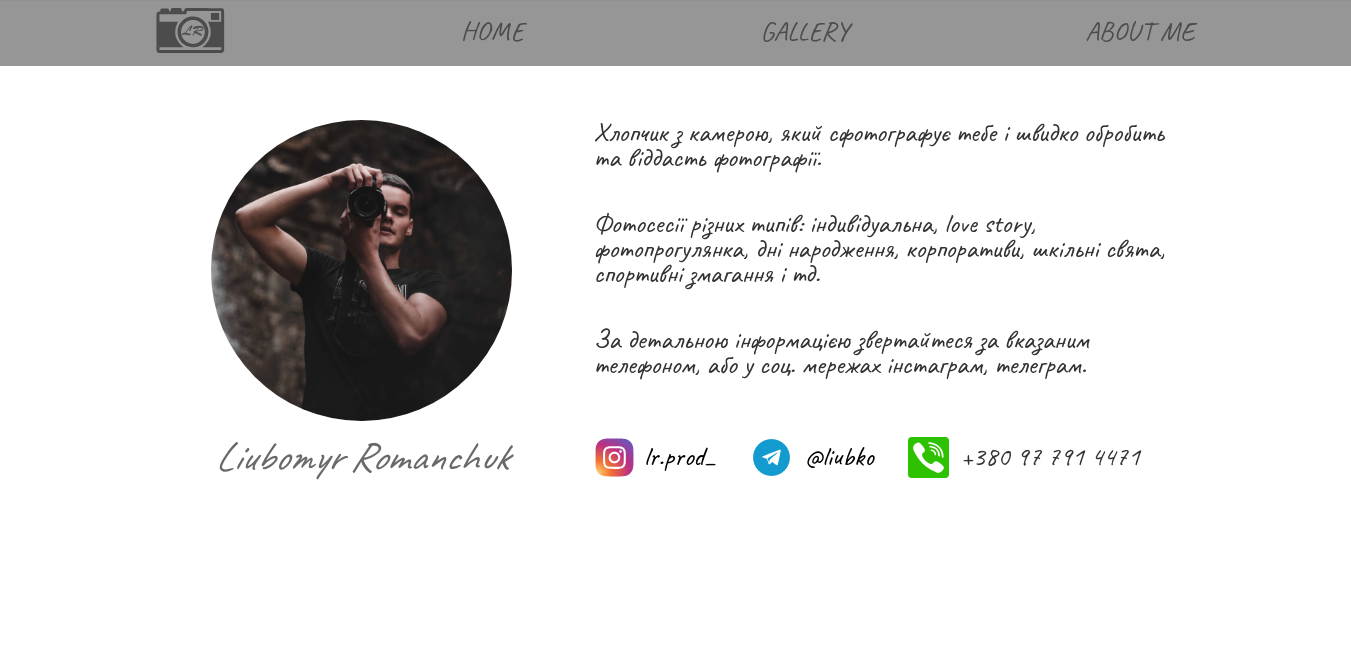 LR
HOME
GALLERY
ABOUT ME
Хлопчик з камерою, який сфотографує тебе і швидко обробить
та віддасть фотографії.
Фотосесії різних типів: індивідуальна, love story,
фотопрогулянка, дні народження, корпоративи, шкільні свята,
спортивні змагання і тд.
За детальною інформацією звертайтеся за вказаним
телефоном, або у соц. мережах інстаграм, телеграм.
Liubomyr Romanchuk
lr.prod_
@liubko
+380 97 791 4471